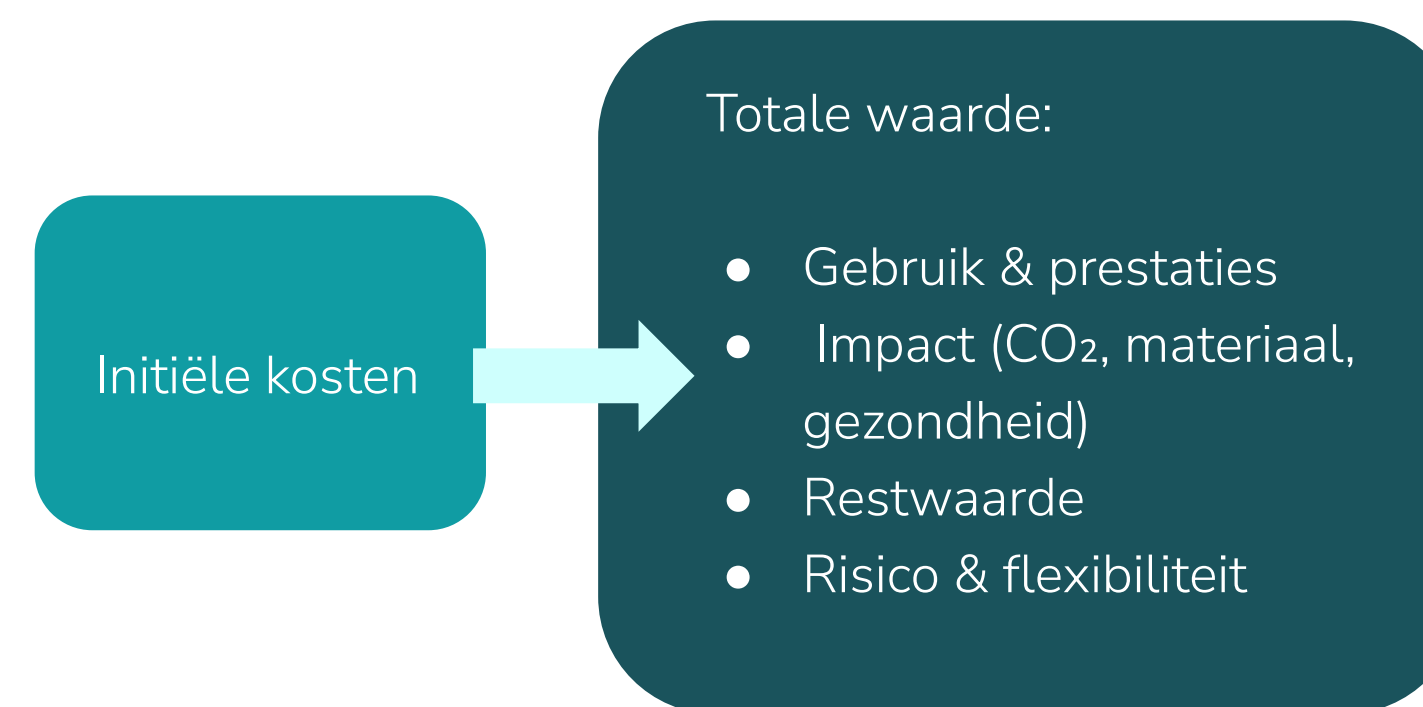 Initiële kosten
Totale waarde:
● Gebruik & prestaties
● Impact (CO₂, materiaal,
gezondheid)
● Restwaarde
● Risico & flexibiliteit